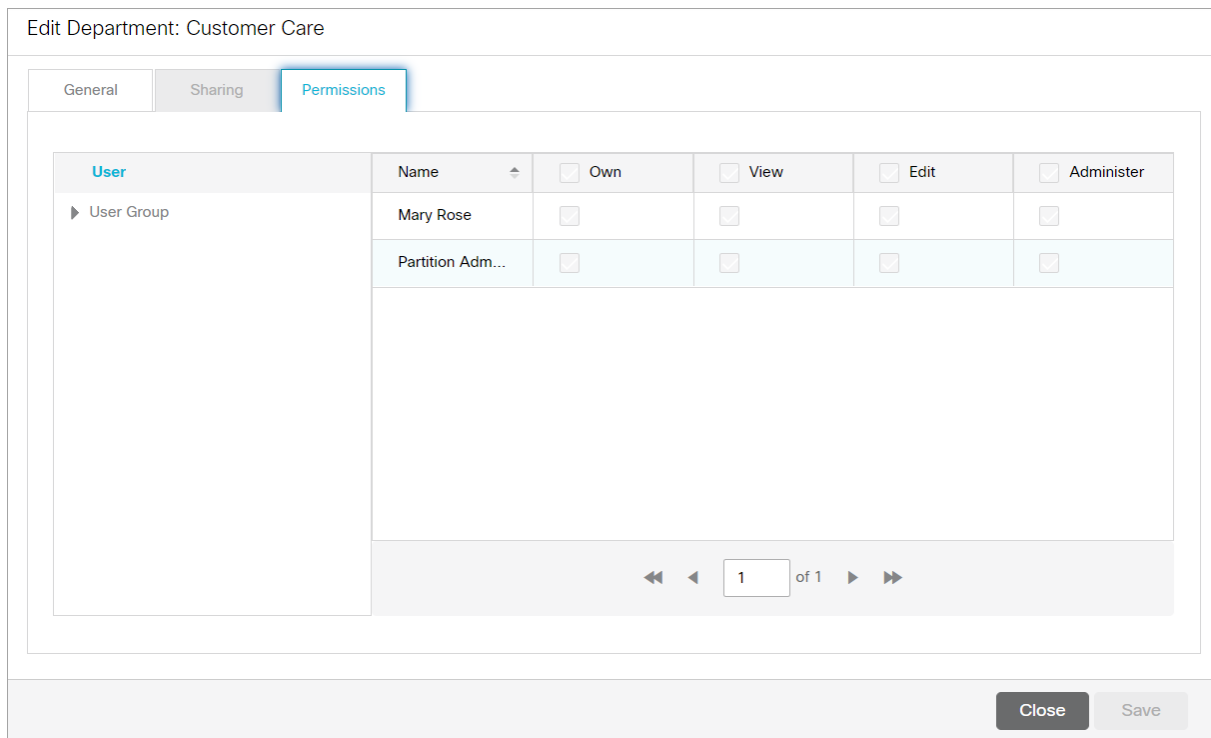 Edit Department: Customer Care
General Sharing Permissions
User Name Own View Edit Administer
User Group
Mary Rose
Partition Adm...
1 of 1
Close Save